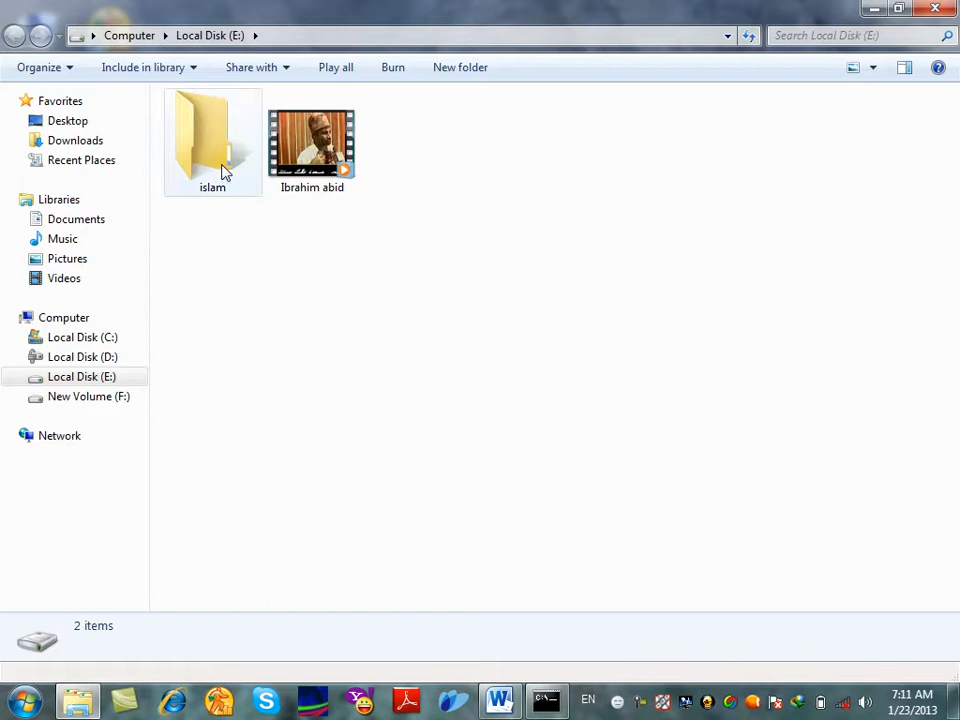 Computer Local Disk (E:)
Search Local Disk (E:)
Organize Include in library Share with Play all Burn New folder
Favorites
Desktop
Downloads
Recent Places
Libraries
Documents
Music
Pictures
Videos
Computer
Local Disk (C:)
Local Disk (D:)
Local Disk (E:)
New Volume (F:)
Network
islam
Ibrahim abid
2 items
EN
7:11 AM
1/23/2013